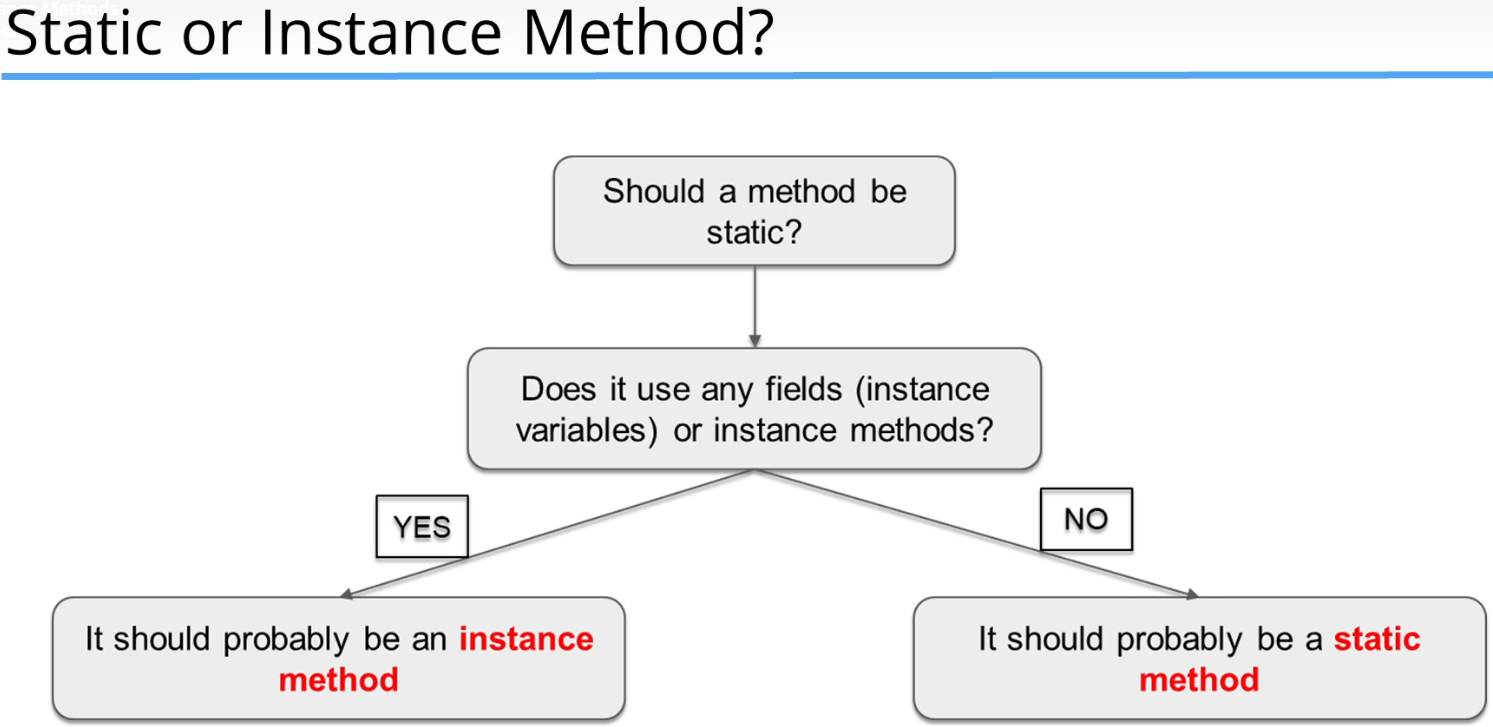 Methods
Static or Instance Method?
Should a method be
static?
Does it use any fields (instance
variables) or instance methods?
YES
NO
It should probably be an instance
method
It should probably be a static
method